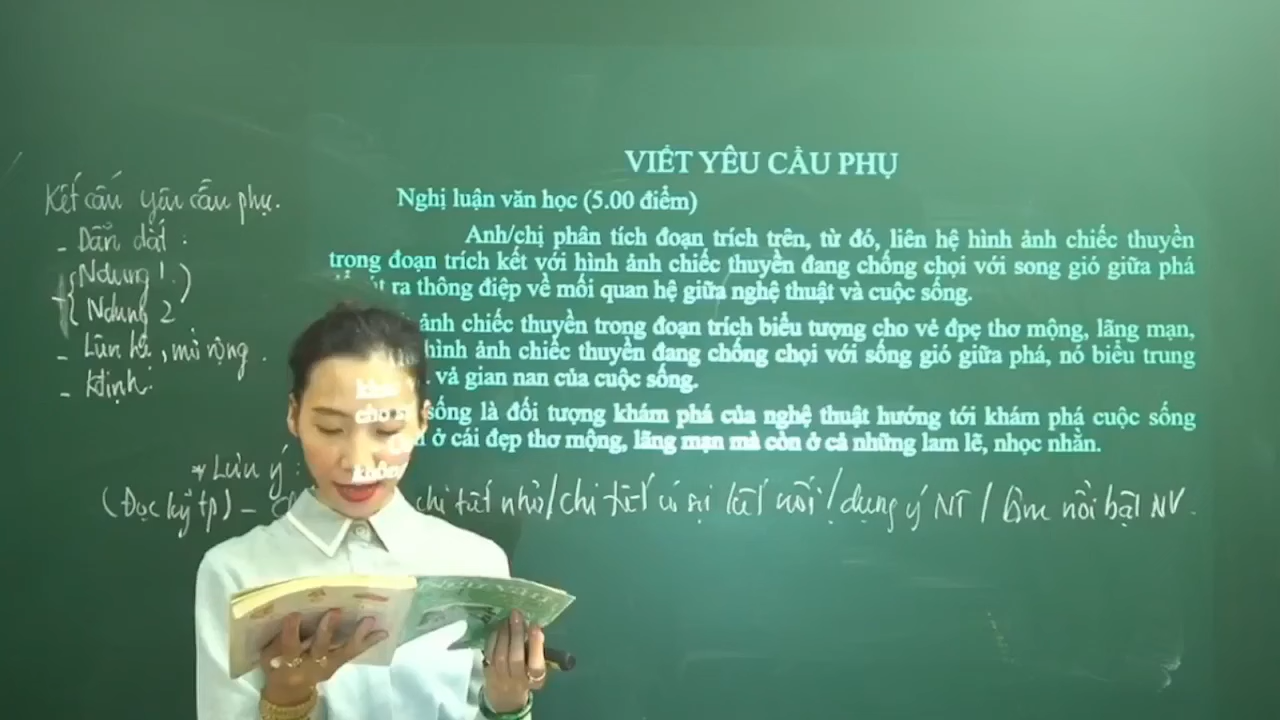 VIẾT YÊU CẦU PHỤ
Nghị luận văn học (5.00 điểm)
Anh/chị phân tích đoạn trích trên, từ đó, liên hệ hình ảnh chiếc thuyền
trong đoạn trích kết với hình ảnh chiếc thuyền đang chống chọi với song gió giữa phá
ra thông điệp về mối quan hệ giữa nghệ thuật và cuộc sống.
ảnh chiếc thuyền trong đoạn trích biểu tượng cho vẻ đpẹ thơ mộng, lãng mạn,
hình ảnh chiếc thuyền đang chống chọi với sống gió giữa phá, nó biểu trung
vả gian nan của cuộc sống.
sống là đối tượng khám phá của nghệ thuật hướng tới khám phá cuộc sống
ở cái đẹp thơ mộng, lãng mạn mà còn ở cả những lam lẽ, nhọc nhằn.
Kết cấu yêu cầu phụ.
- Dẫn dắt :
Ndung 1
Ndung 2
- Liên hệ, mở rộng.
- Kđịnh.
* Lưu ý :
(Đọc kỹ tp) - chi tiết nhỏ / chi tiết có sự kết nối / dụng ý NT / làm nổi bật NV.